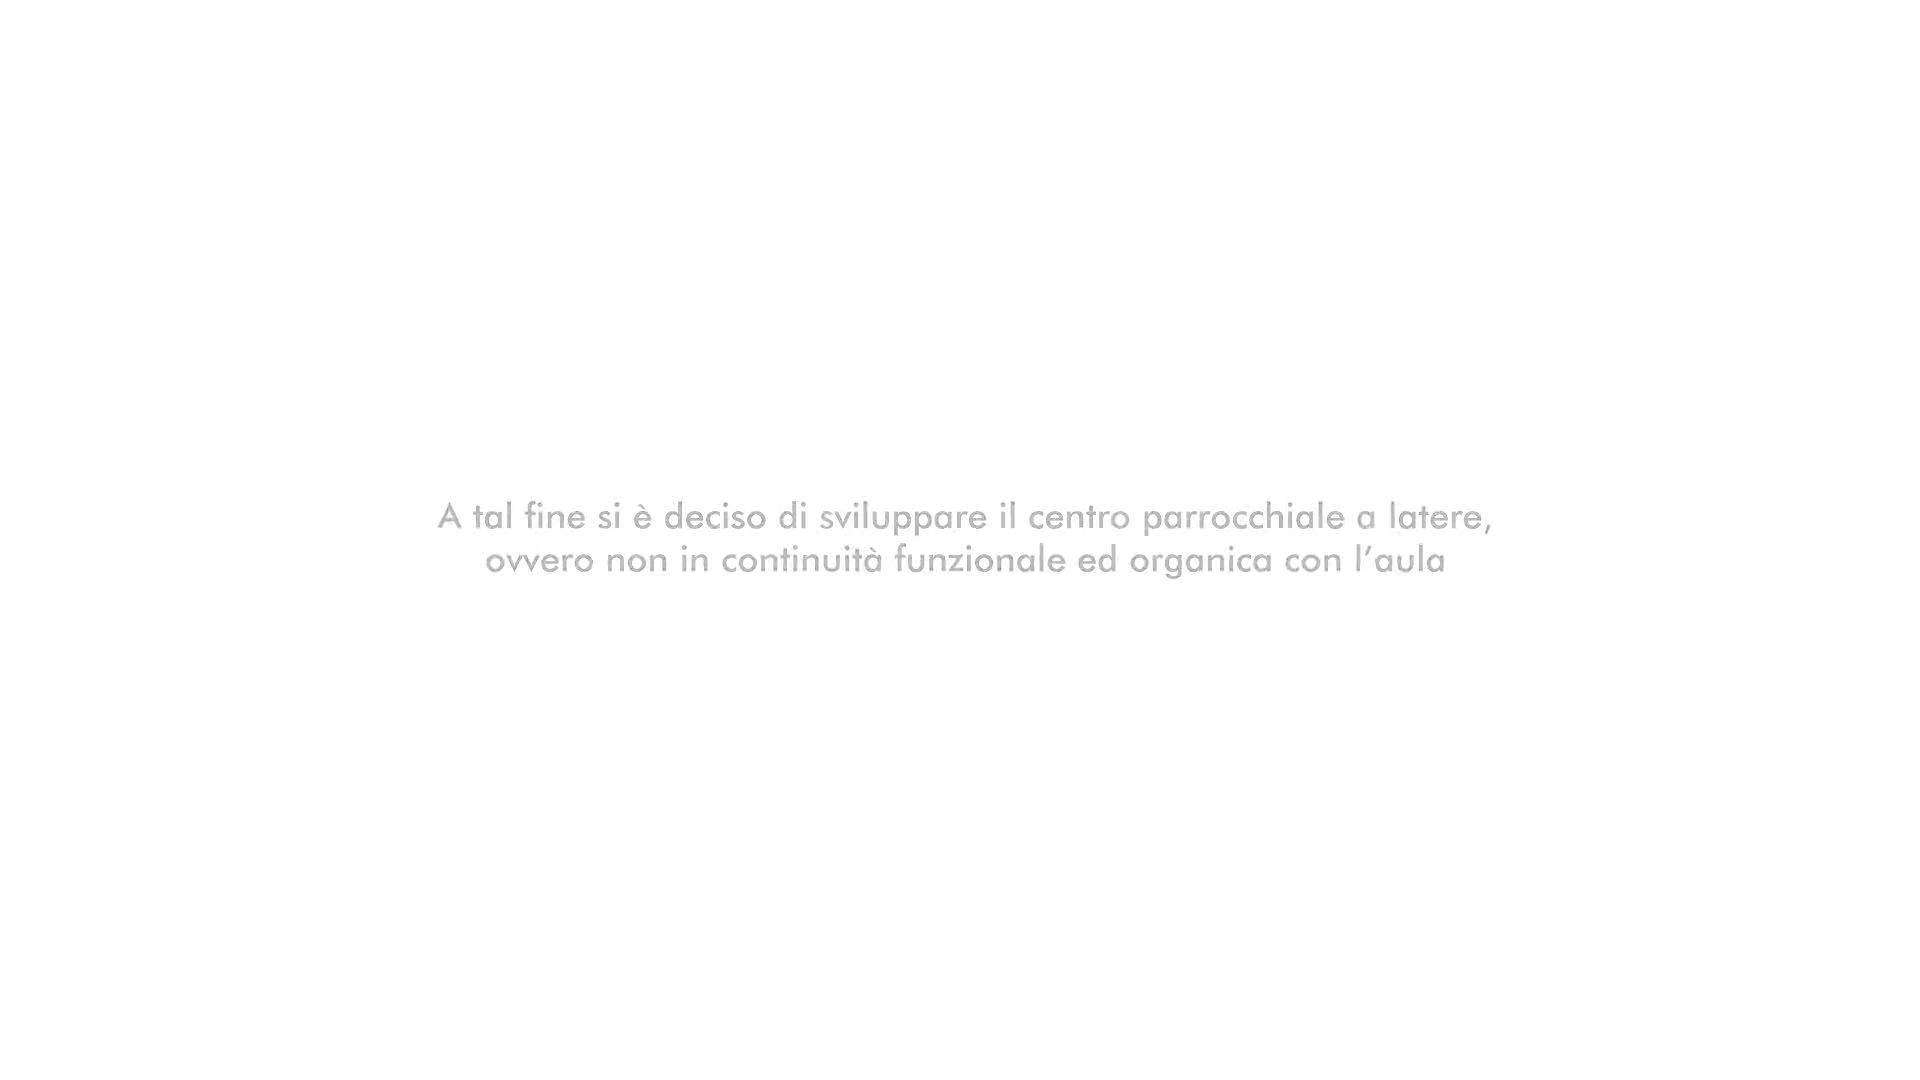 A tal fine si è deciso di sviluppare il centro parrocchiale a latere,
ovvero non in continuità funzionale ed organica con l’aula